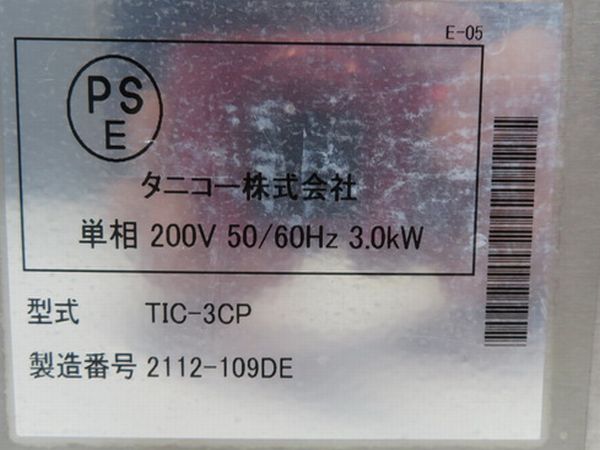 E-05
PS
E
タニコー株式会社
単相 200V 50/60Hz 3.0kW
型式 TIC-3CP
製造番号 2112-109DE